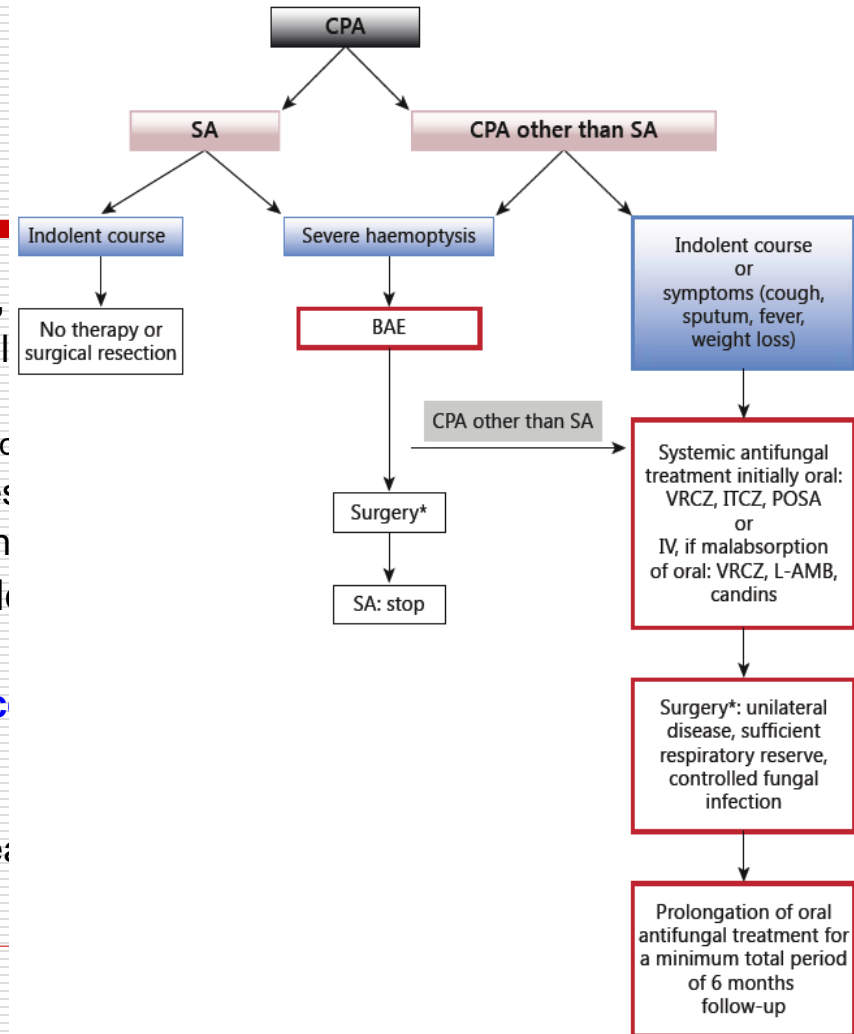 CPA
SA
CPA other than SA
Indolent course
Severe haemoptysis
Indolent course
or
symptoms (cough,
sputum, fever,
weight loss)
No therapy or
surgical resection
BAE
CPA other than SA
Systemic antifungal
treatment initially oral:
VRCZ, ITCZ, POSA
or
IV, if malabsorption
of oral: VRCZ, L-AMB,
candins
Surgery*
SA: stop
Surgery*: unilateral
disease, sufficient
respiratory reserve,
controlled fungal
infection
Prolongation of oral
antifungal treatment for
a minimum total period
of 6 months
follow-up